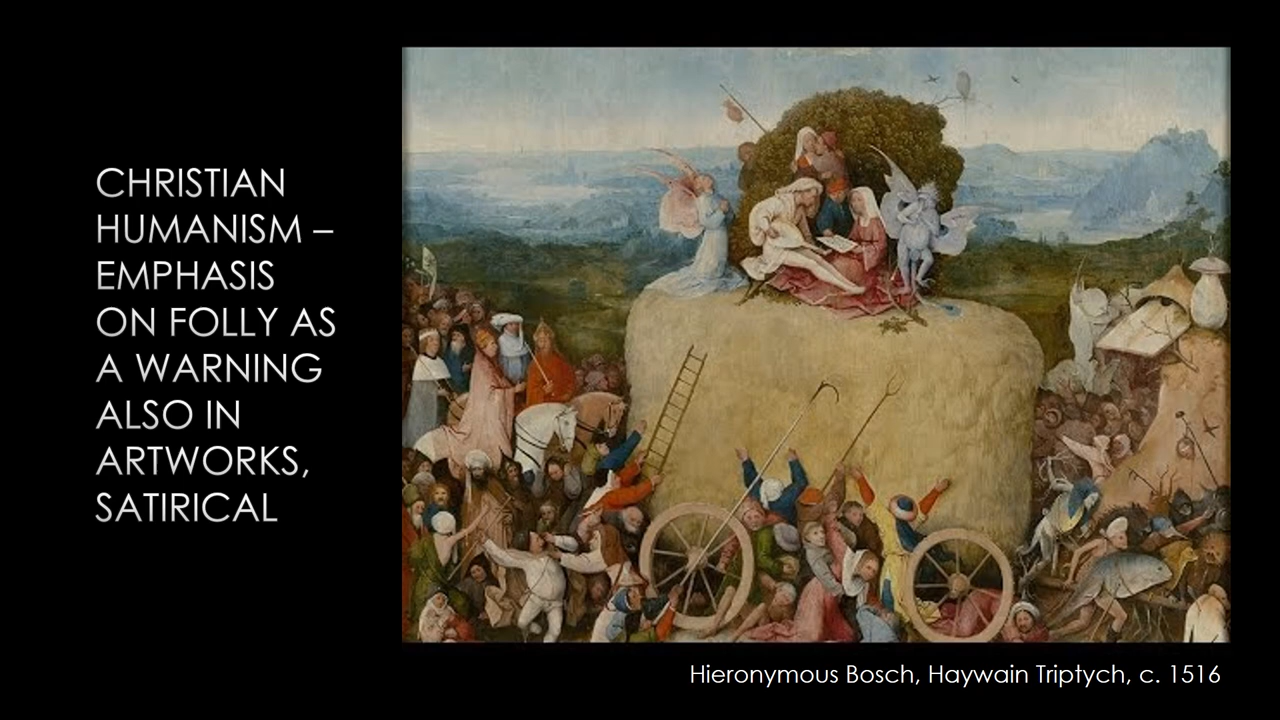 CHRISTIAN
HUMANISM –
EMPHASIS
ON FOLLY AS
A WARNING
ALSO IN
ARTWORKS,
SATIRICAL
Hieronymous Bosch, Haywain Triptych, c. 1516